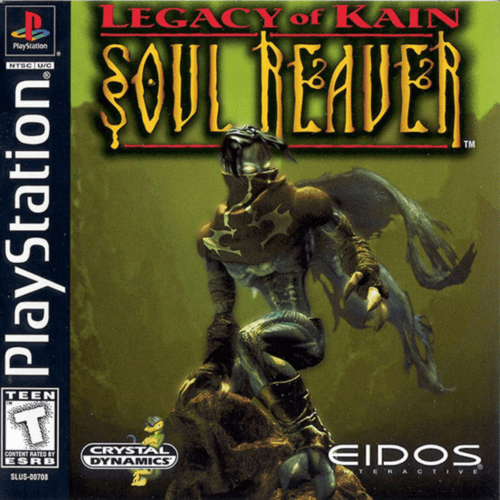 LEGACY of KAIN
SOUL REAVER
TM
PlayStation
NTSC U/C
PlayStation
TEEN
T
CONTENT RATED BY
ESRB
SLUS-00708
CRYSTAL
DYNAMICS
EIDOS
INTERACTIVE